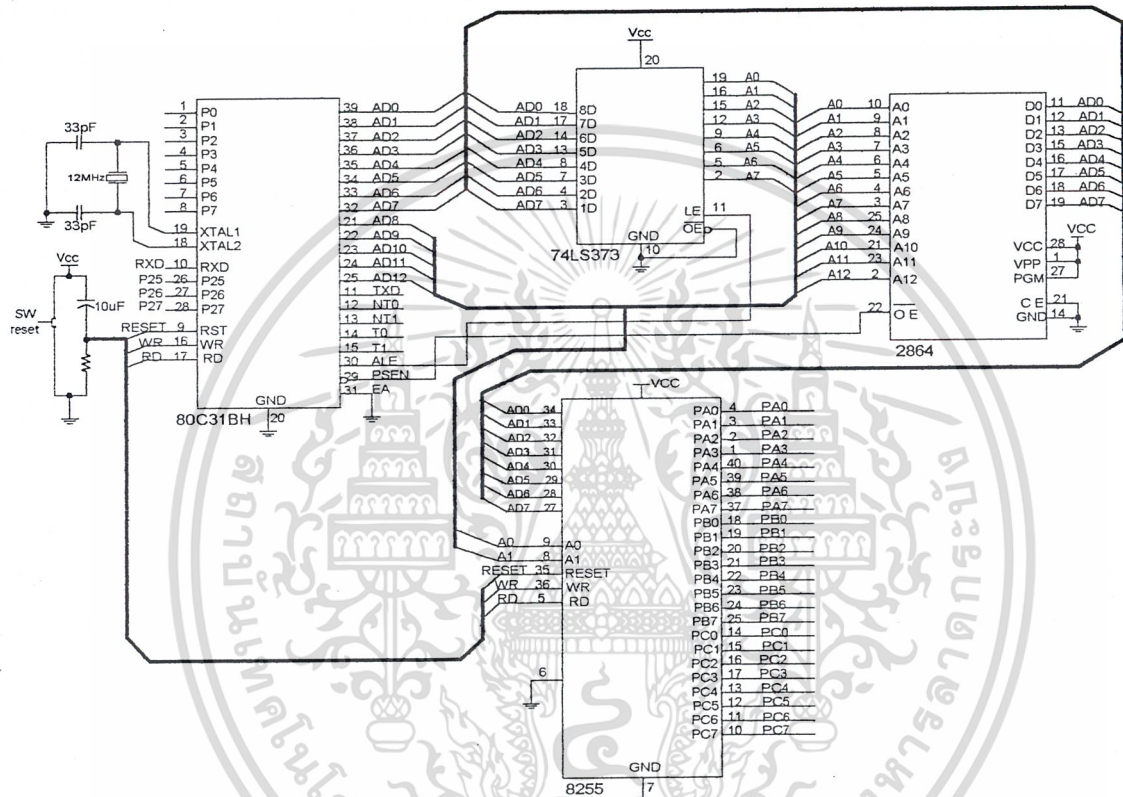 Vcc
20
1 P0
2 P1
3 P2
4 P3
5 P4
6 P5
7 P6
8 P7
19 XTAL1
18 XTAL2
RXD 10 RXD
P25 26 P25
P26 27 P26
P27 28 P27
RESET 9 RST
WR 16 WR
RD 17 RD
33pF
12MHz
33pF
Vcc
10uF
SW
reset
39 AD0
38 AD1
37 AD2
36 AD3
35 AD4
34 AD5
33 AD6
32 AD7
21 AD8
22 AD9
23 AD10
24 AD11
25 AD12
11 TXD
12 NT0
13 NT1
14 T0
15 T1
30 ALE
29 PSEN
31 EA
GND
20
80C31BH
AD0 18 8D
AD1 17 7D
AD2 14 6D
AD3 13 5D
AD4 8 4D
AD5 7 3D
AD6 4 2D
AD7 3 1D
19 A0
16 A1
15 A2
12 A3
9 A4
6 A5
5 A6
2 A7
LE 11
OE
GND
10
74LS373
A0 10 A0
A1 9 A1
A2 8 A2
A3 7 A3
A4 6 A4
A5 5 A5
A6 4 A6
A7 3 A7
A8 25 A8
A9 24 A9
A10 21 A10
A11 23 A11
A12 2 A12
22 O E
D0 11 AD0
D1 12 AD1
D2 13 AD2
D3 15 AD3
D4 16 AD4
D5 17 AD5
D6 18 AD6
D7 19 AD7
VCC 28 VCC
VPP 1
PGM 27
C E 21
GND 14
2864
VCC
AD0 34
AD1 33
AD2 32
AD3 31
AD4 30
AD5 29
AD6 28
AD7 27
A0 9 A0
A1 8 A1
RESET 35 RESET
WR 36 WR
RD 5 RD
6
PA0 4 PA0
PA1 3 PA1
PA2 2 PA2
PA3 1 PA3
PA4 40 PA4
PA5 39 PA5
PA6 38 PA6
PA7 37 PA7
PB0 18 PB0
PB1 19 PB1
PB2 20 PB2
PB3 21 PB3
PB4 22 PB4
PB5 23 PB5
PB6 24 PB6
PB7 25 PB7
PC0 14 PC0
PC1 15 PC1
PC2 16 PC2
PC3 17 PC3
PC4 13 PC4
PC5 12 PC5
PC6 11 PC6
PC7 10 PC7
GND
7
8255